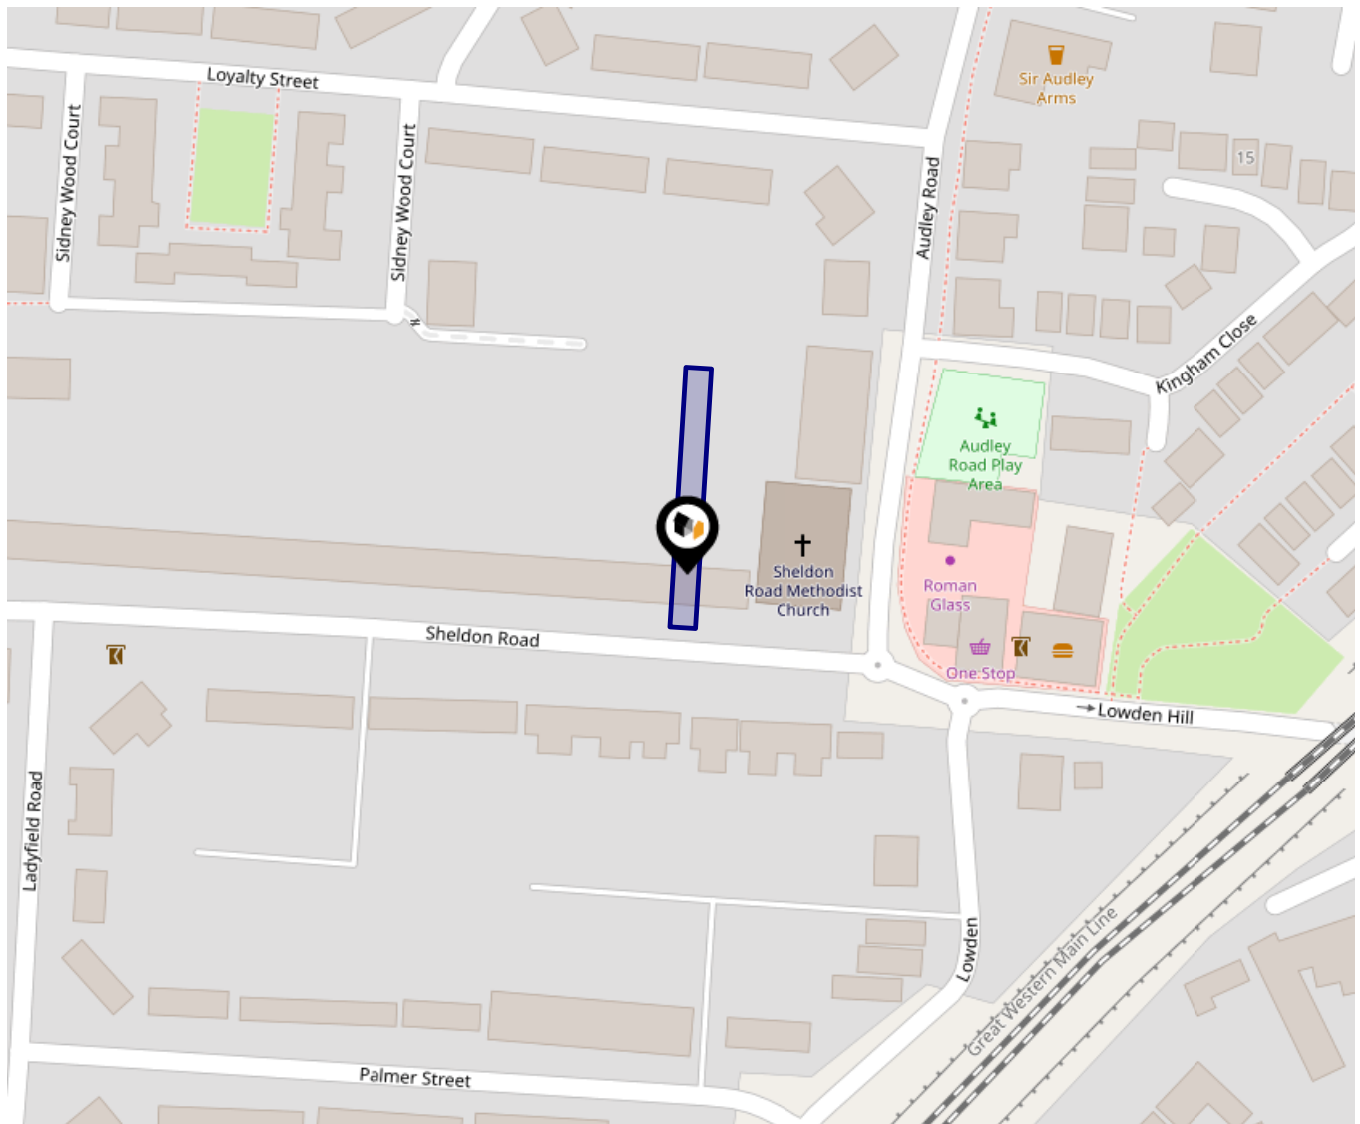 Loyalty Street
Sir Audley
Arms
15
Sidney Wood Court
Sidney Wood Court
Audley Road
Kingham Close
Audley
Road Play
Area
Sheldon
Road Methodist
Church
Roman
Glass
Sheldon Road
One Stop
Lowden Hill
Ladyfield Road
Lowden
Great Western Main Line
Palmer Street